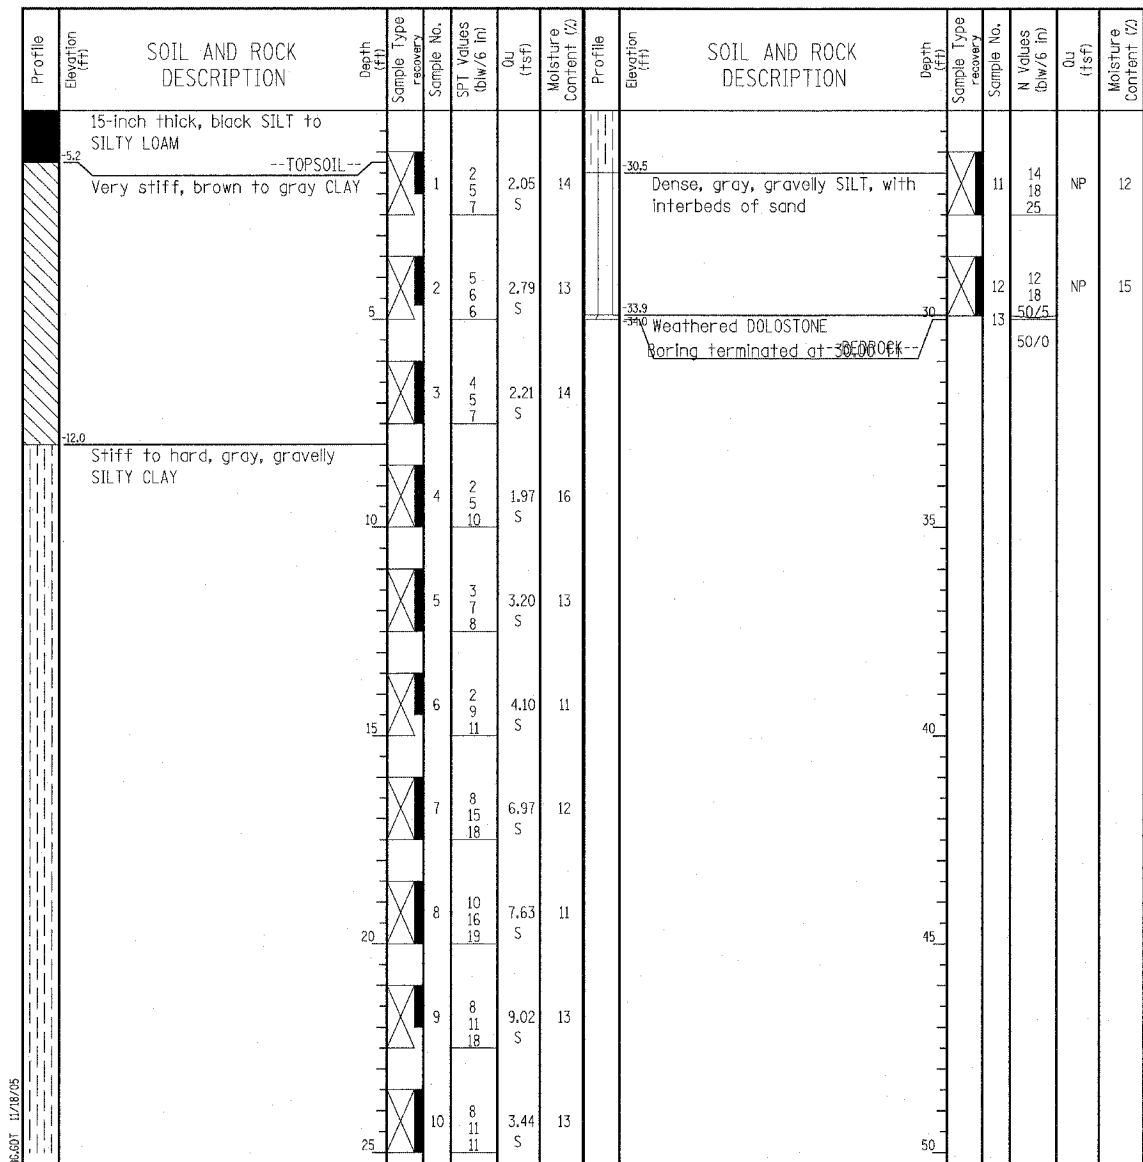 Profile
Elevation (ft)
SOIL AND ROCK
DESCRIPTION
Depth (ft)
Sample Type
recovery
Sample No.
SPT Values
(blw/6 in)
Qu
(tsf)
Moisture
Content (%)
Profile
Elevation (ft)
SOIL AND ROCK
DESCRIPTION
Depth (ft)
Sample Type
recovery
Sample No.
N Values
(blw/6 in)
Qu
(tsf)
Moisture
Content (%)
15-inch thick, black SILT to
SILTY LOAM
-5.2
--TOPSOIL--
Very stiff, brown to gray CLAY
1
2
5
7
2.05
S
14
2
5
6
6
2.79
S
13
5
3
4
5
7
2.21
S
14
-12.0
Stiff to hard, gray, gravelly
SILTY CLAY
4
2
5
10
1.97
S
16
10
5
3
7
8
3.20
S
13
6
2
9
11
4.10
S
11
15
7
8
15
18
6.97
S
12
8
10
16
19
7.63
S
11
20
9
8
11
18
9.02
S
13
10
8
11
11
3.44
S
13
25
-30.5
Dense, gray, gravelly SILT, with
interbeds of sand
11
14
18
25
NP
12
12
12
18
50/5
NP
15
-33.9
30
-34.0
Weathered DOLOSTONE
13
50/0
Boring terminated at 30.00 ft
--BEDROCK--
35
40
45
50
11/18/05